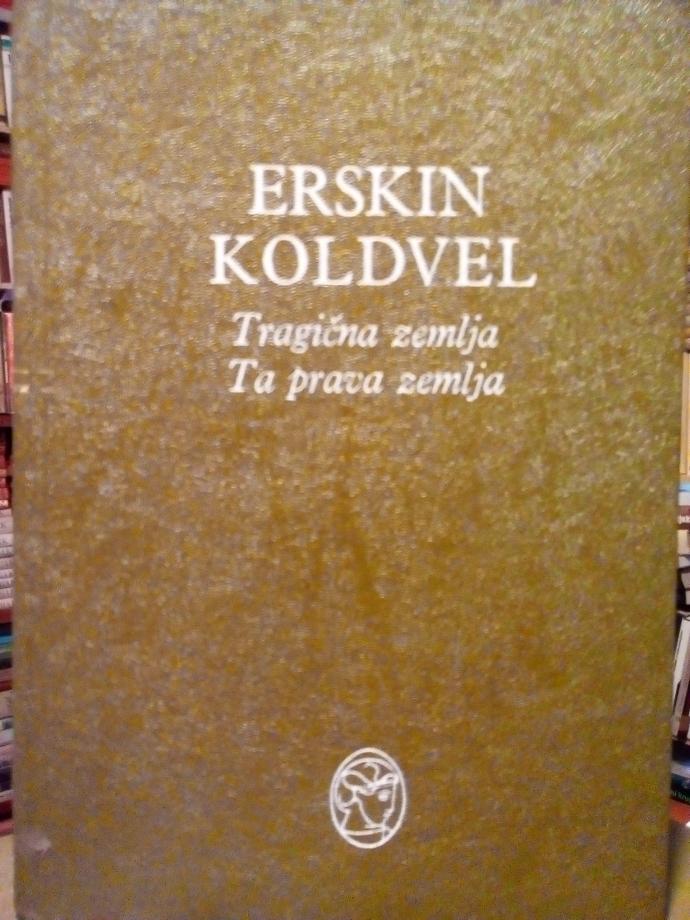 ERSKIN
KOLDVEL
Tragična zemlja
Ta prava zemlja